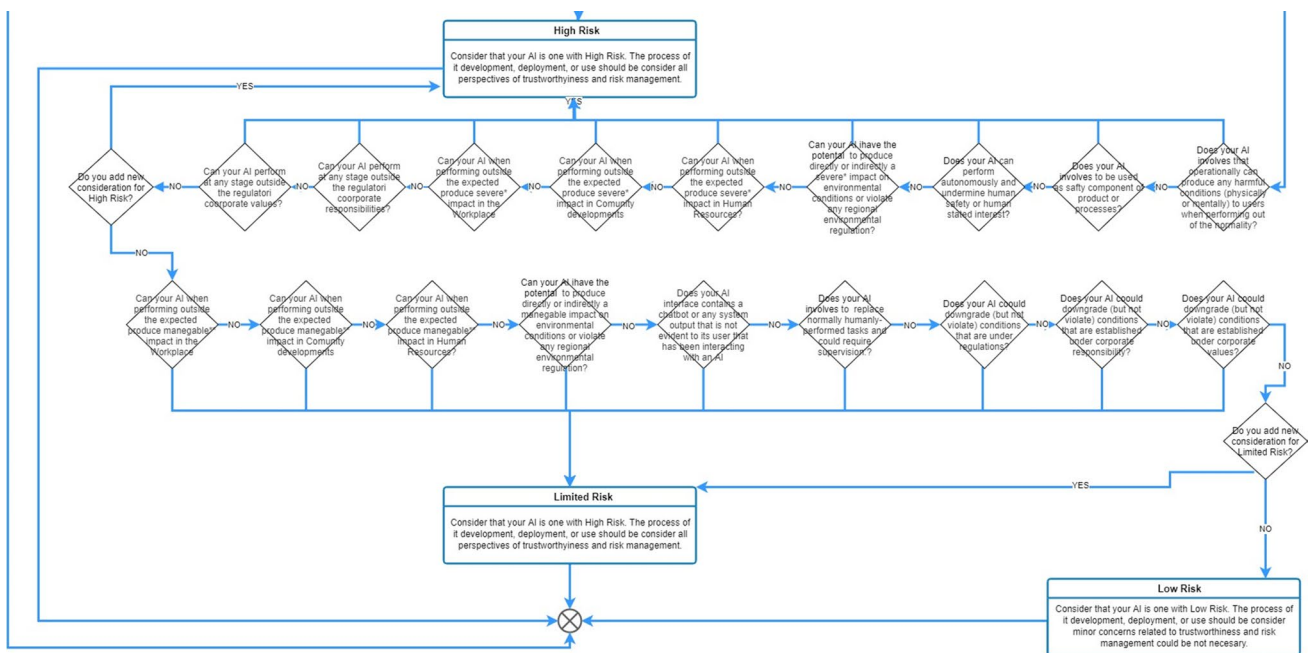 High Risk
Consider that your AI is one with High Risk. The process of
it development, deployment, or use should be consider all
perspectives of trustworthyiness and risk management.
YES
YES
Do you add new
consideration for
High Risk?
NO
Can your AI perform
at any stage outside
the regulatori
coorporate values?
NO
Can your AI perform
at any stage outside
the regulatori
coorporate
responsibilities?
NO
Can your AI when
performing outside
the expected
produce severe*
impact in the
Workplace
NO
Can your AI when
performing outside
the expected
produce severe*
impact in Comunity
developments
NO
Can your AI when
performing outside
the expected
produce severe*
impact in Human
Resources?
NO
Can your AI ihave the
potential to produce
directly or indirectly a
severe* impact on
environmental
conditions or violate
any regional
environmental
regulation?
NO
Does your AI can
perform
autonomously and
undermine human
safety or human
stated interest?
NO
Does your AI
involves to be used
as safty component of
product or
processes?
NO
Does your AI
involves that
operationally can
produce any harmful
conditions (physically
or mentally) to users
when performing out
of the normality?
NO
Can your AI when
performing outside
the expected
produce manegable**
impact in the
Workplace
NO
Can your AI when
performing outside
the expected
produce manegable**
impact in Comunity
developments
NO
Can your AI when
performing outside
the expected
produce manegable**
impact in Human
Resources?
NO
Can your AI ihave the
potential to produce
directly or indirectly a
manegable impact on
environmental
conditions or violate
any regional
environmental
regulation?
NO
Does your AI
interface contains a
chatbot or any system
output that is not
evident to its user that
has been interacting
with an AI
NO
Does your AI
involves to replace
normally humanly-
performed tasks and
could require
supervision.?
NO
Does your AI coould
downgrade (but not
violate) conditions
that are under
regulations?
NO
Does your AI coould
downgrade (but not
violate) conditions
that are established
under corporate
responsibility?
NO
Does your AI coould
downgrade (but not
violate) conditions
that are established
under corporate
values?
NO
Do you add new
consideration for
Limited Risk?
YES
NO
Limited Risk
Consider that your AI is one with High Risk. The process of
it development, deployment, or use should be consider all
perspectives of trustworthyiness and risk management.
Low Risk
Consider that your AI is one with Low Risk. The process of
it development, deployment, or use should be consider
minor concerns related to trustworthiness and risk
management could be not necesary.